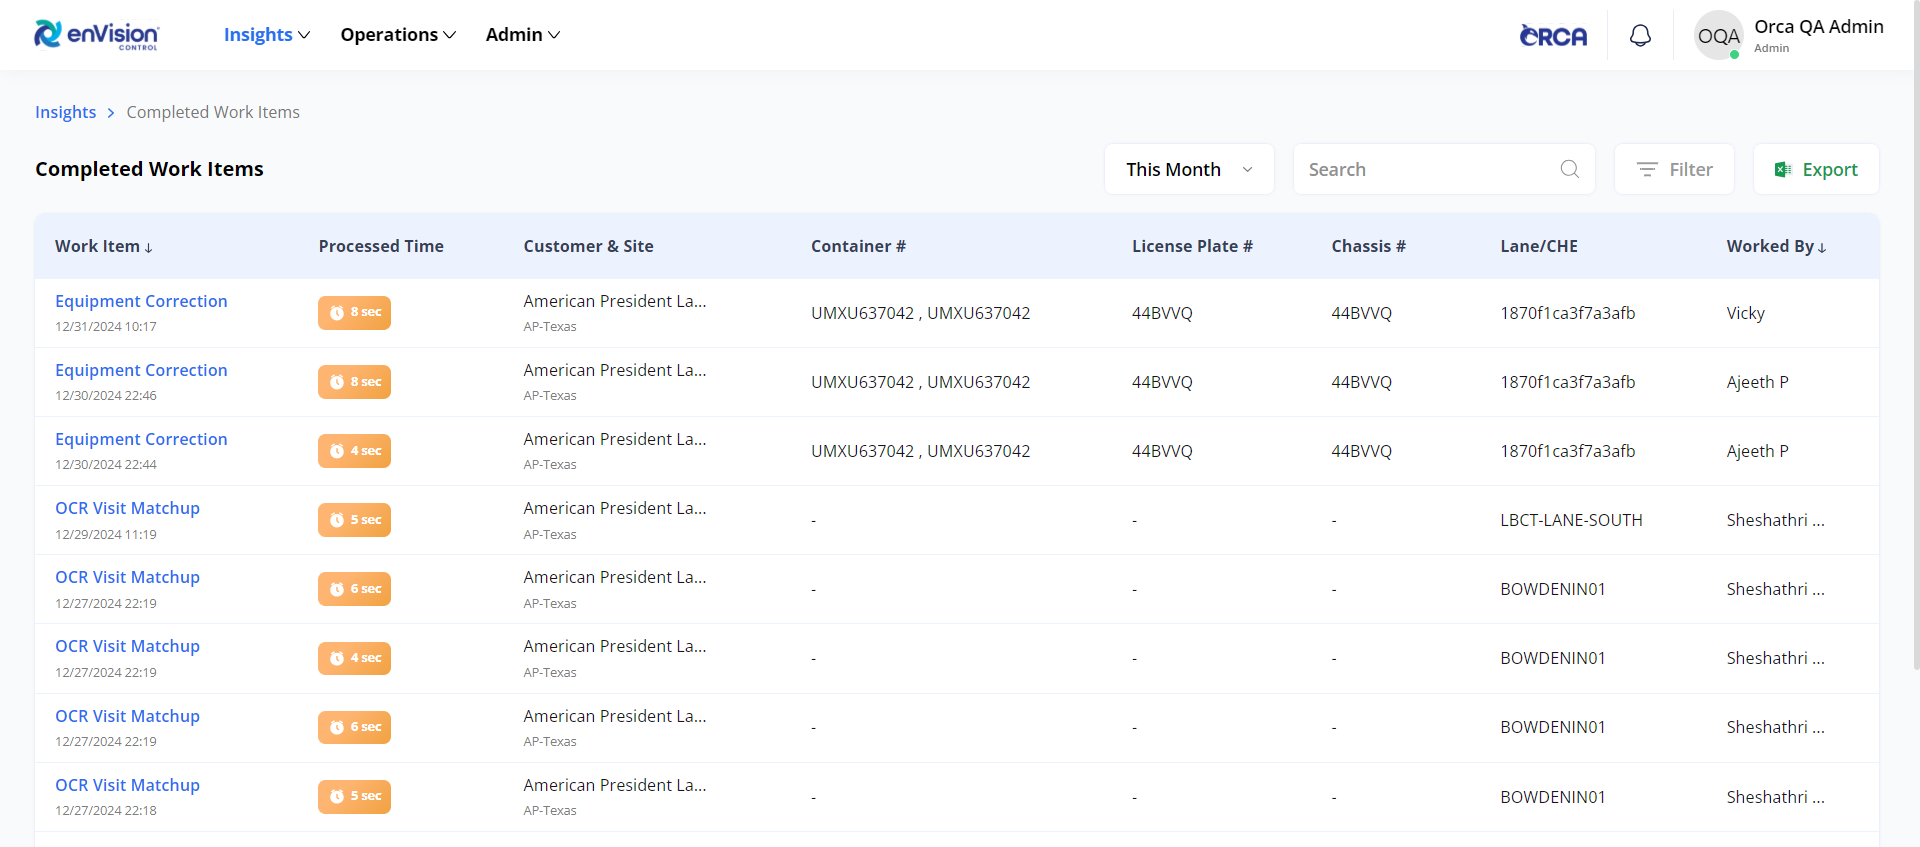 enVision CONTROL Insights Operations Admin ORCA OQA Orca QA Admin Admin
Insights > Completed Work Items
Completed Work Items This Month Search Filter Export
Work Item ↓ Processed Time Customer & Site Container # License Plate # Chassis # Lane/CHE Worked By ↓
Equipment Correction 8 sec American President La... UMXU637042 , UMXU637042 44BVVQ 44BVVQ 1870f1ca3f7a3afb Vicky
12/31/2024 10:17 AP-Texas
Equipment Correction 8 sec American President La... UMXU637042 , UMXU637042 44BVVQ 44BVVQ 1870f1ca3f7a3afb Ajeeth P
12/30/2024 22:46 AP-Texas
Equipment Correction 4 sec American President La... UMXU637042 , UMXU637042 44BVVQ 44BVVQ 1870f1ca3f7a3afb Ajeeth P
12/30/2024 22:44 AP-Texas
OCR Visit Matchup 5 sec American President La... - - - LBCT-LANE-SOUTH Sheshathri ...
12/29/2024 11:19 AP-Texas
OCR Visit Matchup 6 sec American President La... - - - BOWDENIN01 Sheshathri ...
12/27/2024 22:19 AP-Texas
OCR Visit Matchup 4 sec American President La... - - - BOWDENIN01 Sheshathri ...
12/27/2024 22:19 AP-Texas
OCR Visit Matchup 6 sec American President La... - - - BOWDENIN01 Sheshathri ...
12/27/2024 22:19 AP-Texas
OCR Visit Matchup 5 sec American President La... - - - BOWDENIN01 Sheshathri ...
12/27/2024 22:18 AP-Texas